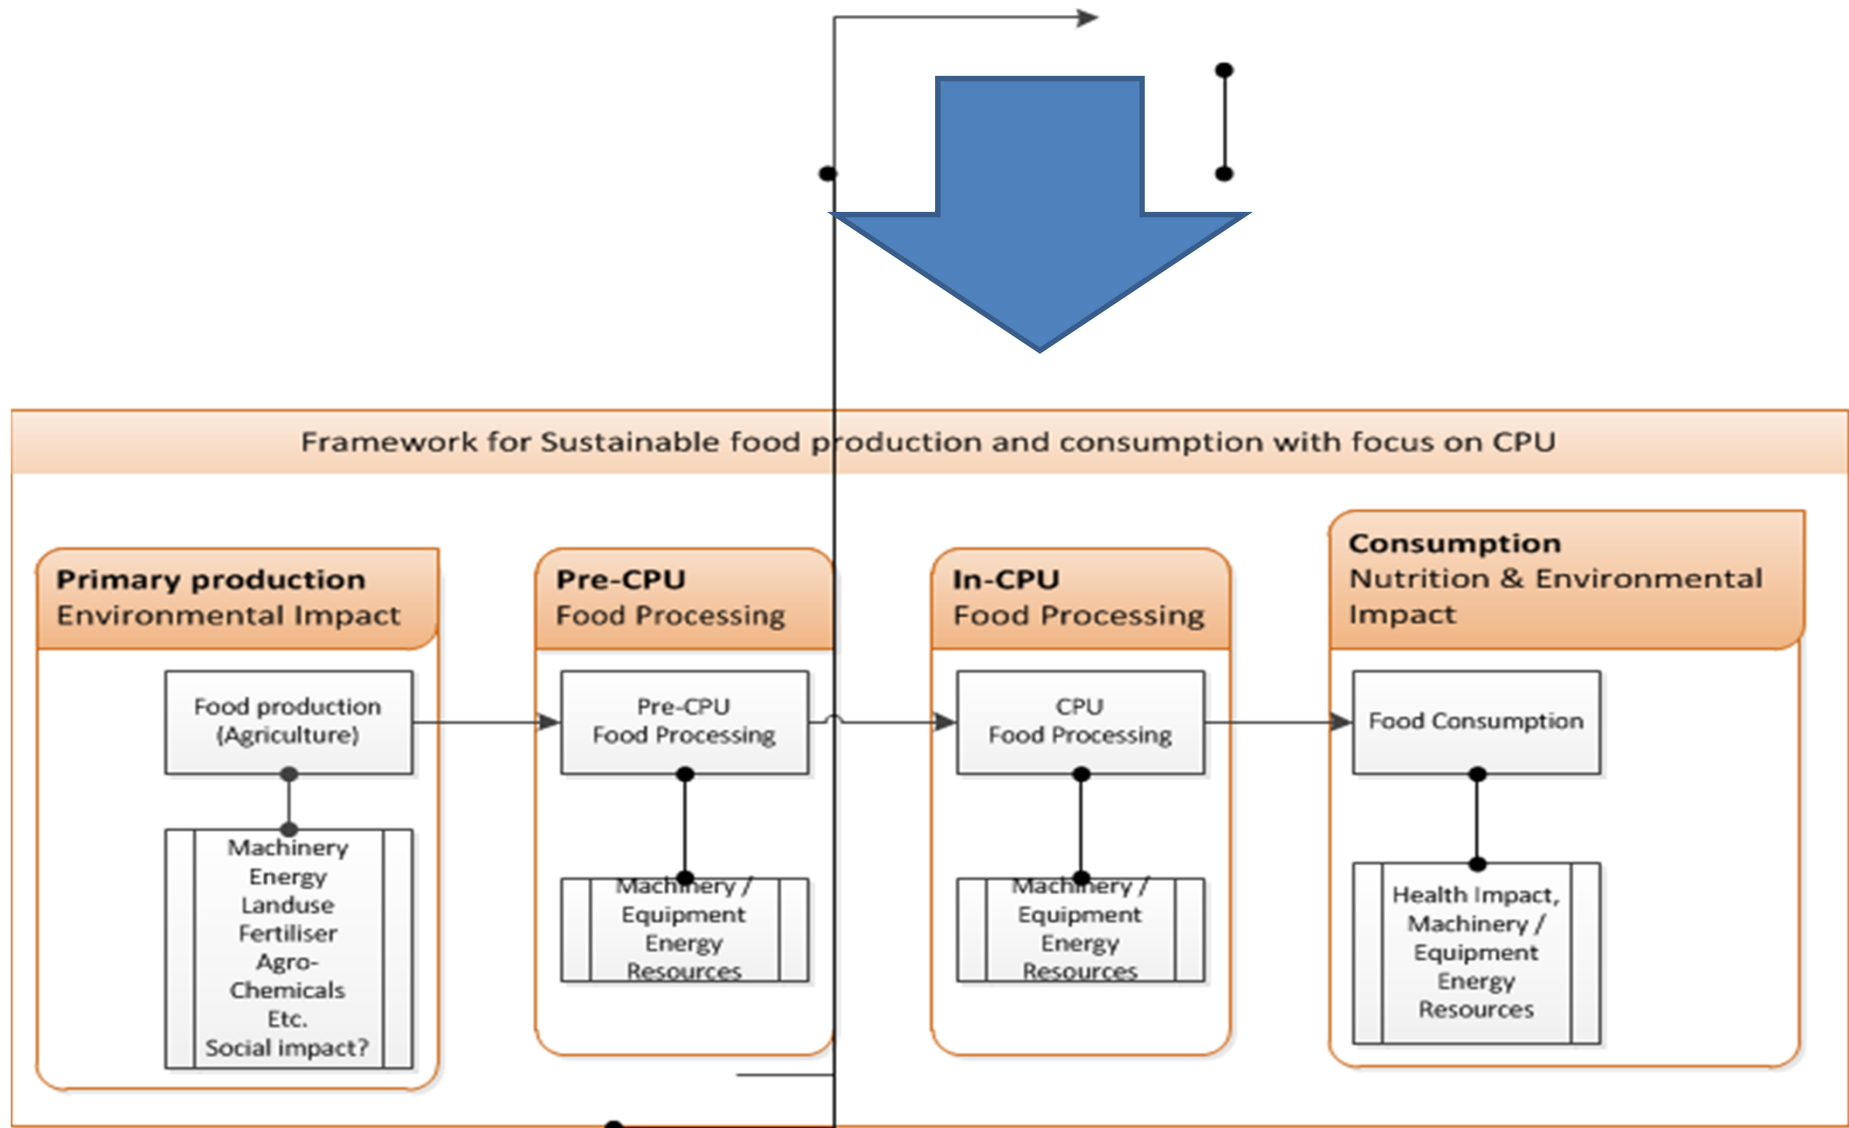 Framework for Sustainable food production and consumption with focus on CPU
Primary production
Environmental Impact
Food production
(Agriculture)
Machinery
Energy
Landuse
Fertiliser
Agro-
Chemicals
Etc.
Social impact?
Pre-CPU
Food Processing
Pre-CPU
Food Processing
Machinery /
Equipment
Energy
Resources
In-CPU
Food Processing
CPU
Food Processing
Machinery /
Equipment
Energy
Resources
Consumption
Nutrition & Environmental
Impact
Food Consumption
Health Impact,
Machinery /
Equipment
Energy
Resources